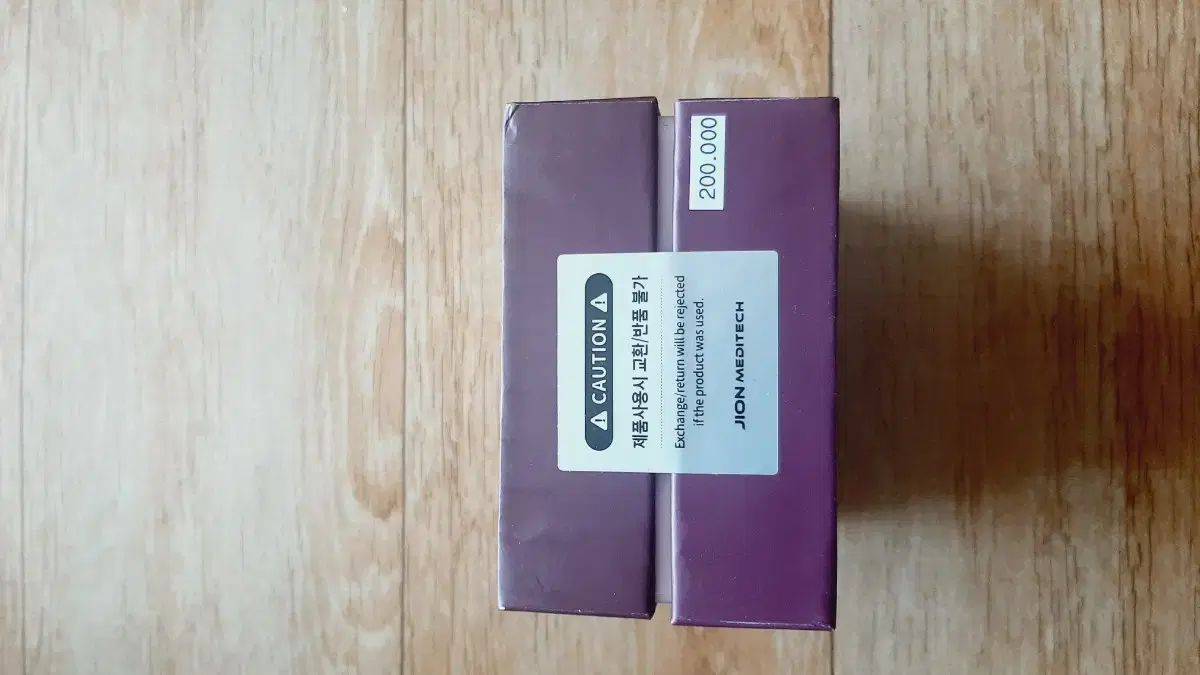 200.000
⚠ CAUTION ⚠
제품사용시 교환/반품 불가
Exchange/return will be rejected
if the product was used.
JION MEDITECH